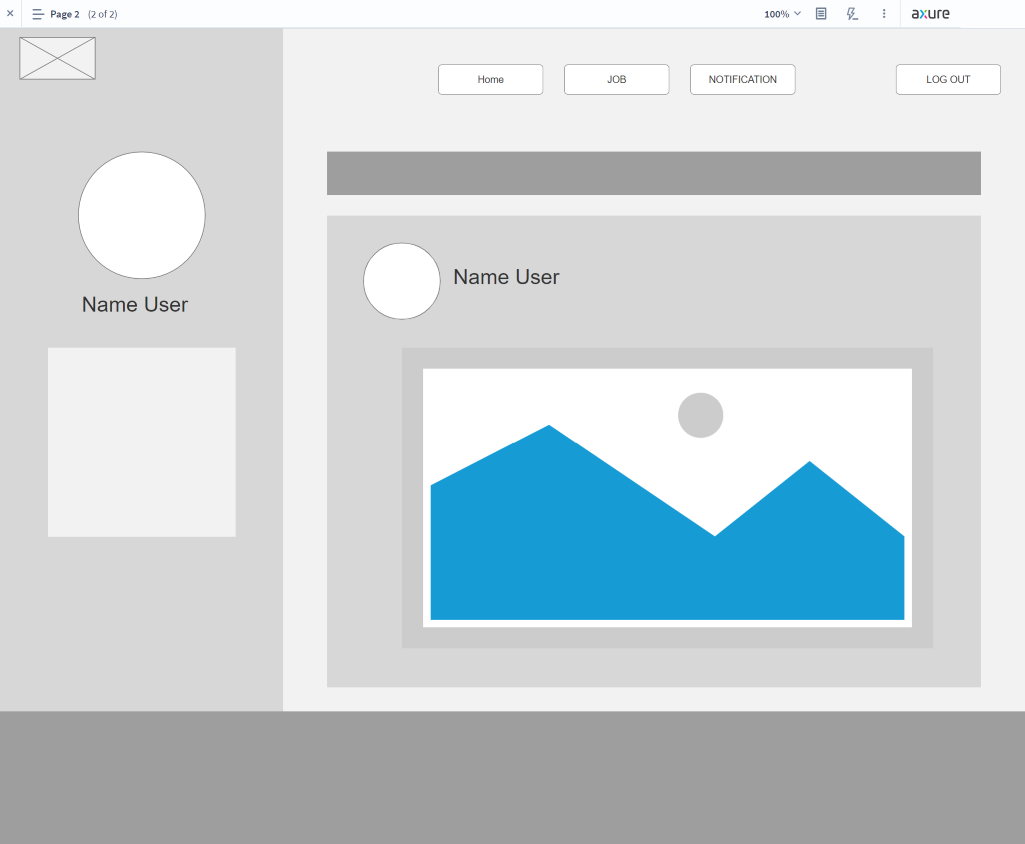 Page 2 (2 of 2)
100%
axure
Home
JOB
NOTIFICATION
LOG OUT
Name User
Name User